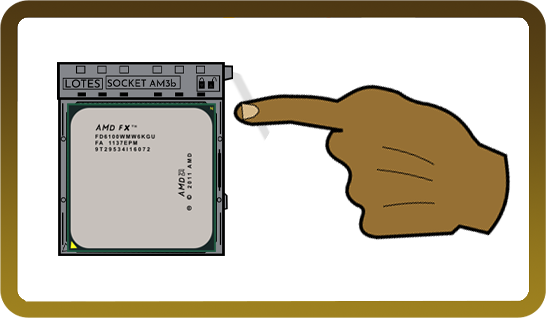 LOTES SOCKET AM3b
AMD FX™
FD6100WMW6KGU
FA 1137EPM
9T29534I16072
AMD
® © 2011 AMD